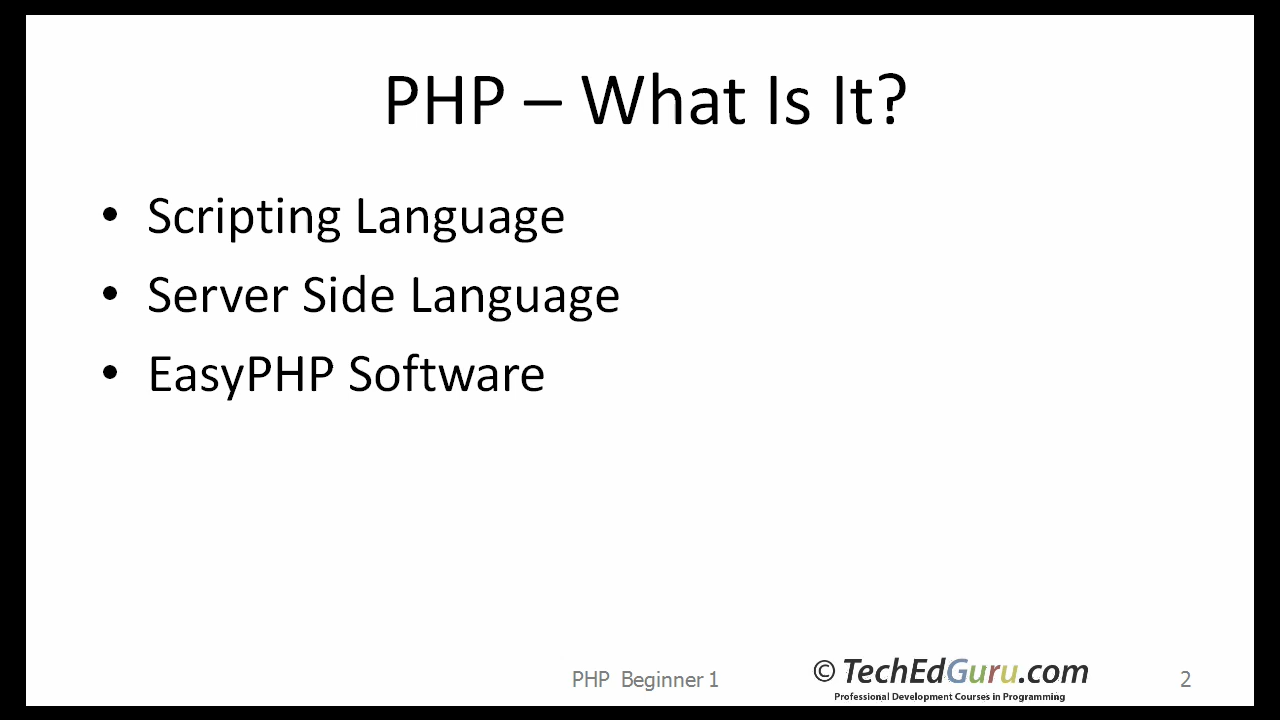 PHP – What Is It?
• Scripting Language
• Server Side Language
• EasyPHP Software
PHP Beginner 1
© TechEdGuru.com
Professional Development Courses in Programming
2